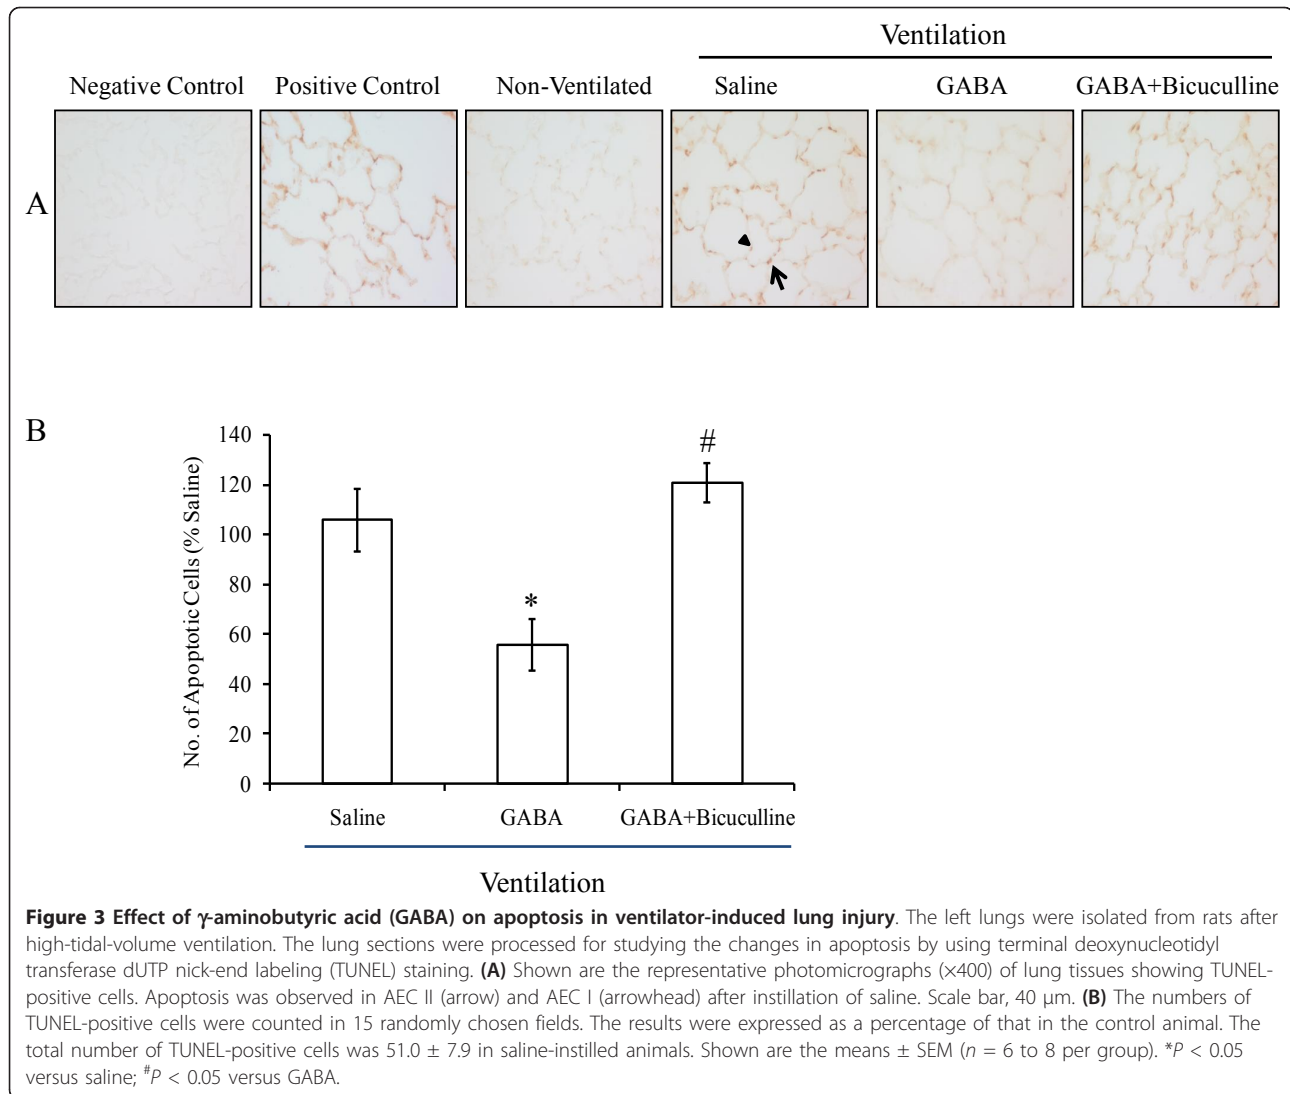 Ventilation
Negative Control Positive Control Non-Ventilated Saline GABA GABA+Bicuculline
A
B
No. of Apoptotic Cells (% Saline)
140
120
100
80
60
40
20
0
*
#
Saline GABA GABA+Bicuculline
Ventilation
Figure 3 Effect of γ-aminobutyric acid (GABA) on apoptosis in ventilator-induced lung injury. The left lungs were isolated from rats after
high-tidal-volume ventilation. The lung sections were processed for studying the changes in apoptosis by using terminal deoxynucleotidyl
transferase dUTP nick-end labeling (TUNEL) staining. (A) Shown are the representative photomicrographs (×400) of lung tissues showing TUNEL-
positive cells. Apoptosis was observed in AEC II (arrow) and AEC I (arrowhead) after instillation of saline. Scale bar, 40 μm. (B) The numbers of
TUNEL-positive cells were counted in 15 randomly chosen fields. The results were expressed as a percentage of that in the control animal. The
total number of TUNEL-positive cells was 51.0 ± 7.9 in saline-instilled animals. Shown are the means ± SEM (n = 6 to 8 per group). *P < 0.05
versus saline; #P < 0.05 versus GABA.